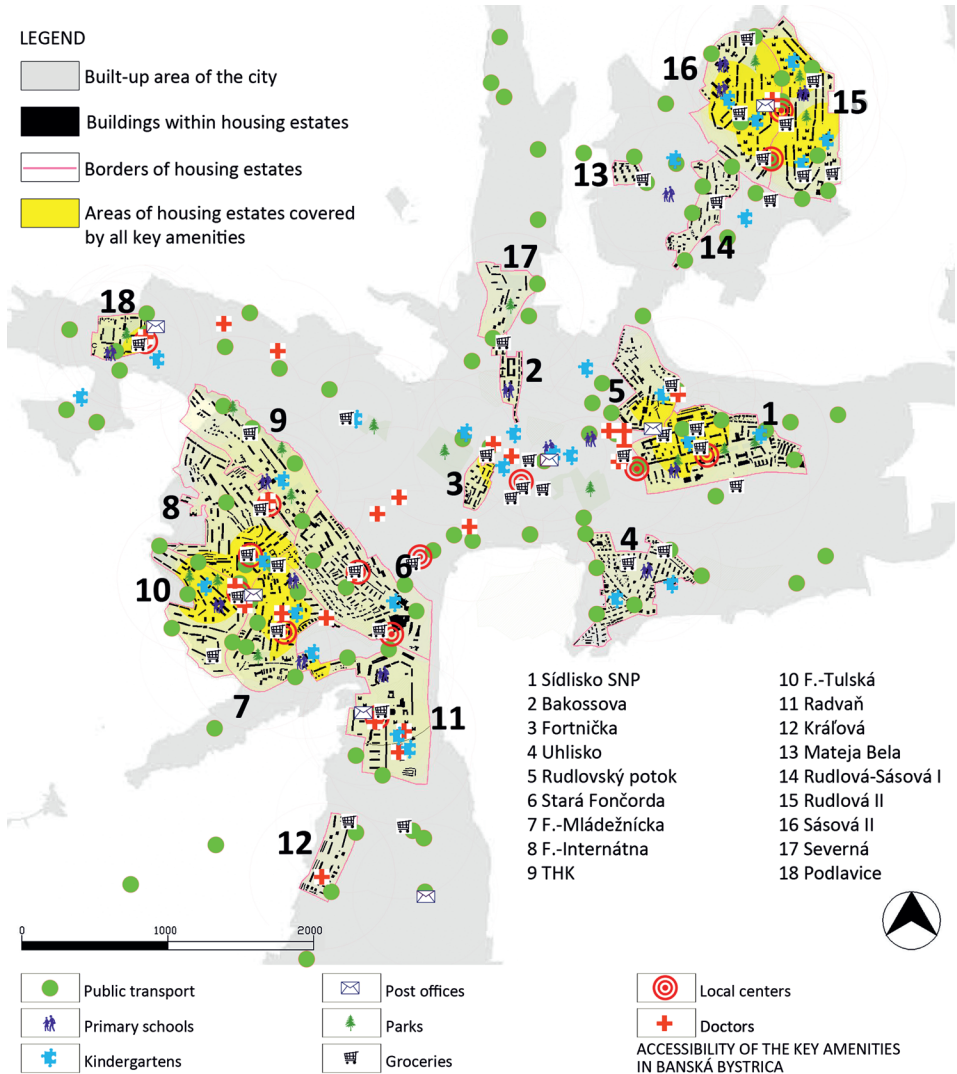 LEGEND
Built-up area of the city
Buildings within housing estates
Borders of housing estates
Areas of housing estates covered
by all key amenities
16
15
13
14
17
18
2
5
1
9
3
8
4
6
10
7
11
12
1 Sídlisko SNP
2 Bakossova
3 Fortnička
4 Uhlisko
5 Rudlovský potok
6 Stará Fončorda
7 F.-Mládežnícka
8 F.-Internátna
9 THK
10 F.-Tulská
11 Radvaň
12 Kráľová
13 Mateja Bela
14 Rudlová-Sásová I
15 Rudlová II
16 Sásová II
17 Severná
18 Podlavice
0 1000 2000
Public transport
Primary schools
Kindergartens
Post offices
Parks
Groceries
Local centers
Doctors
ACCESSIBILITY OF THE KEY AMENITIES
IN BANSKÁ BYSTRICA